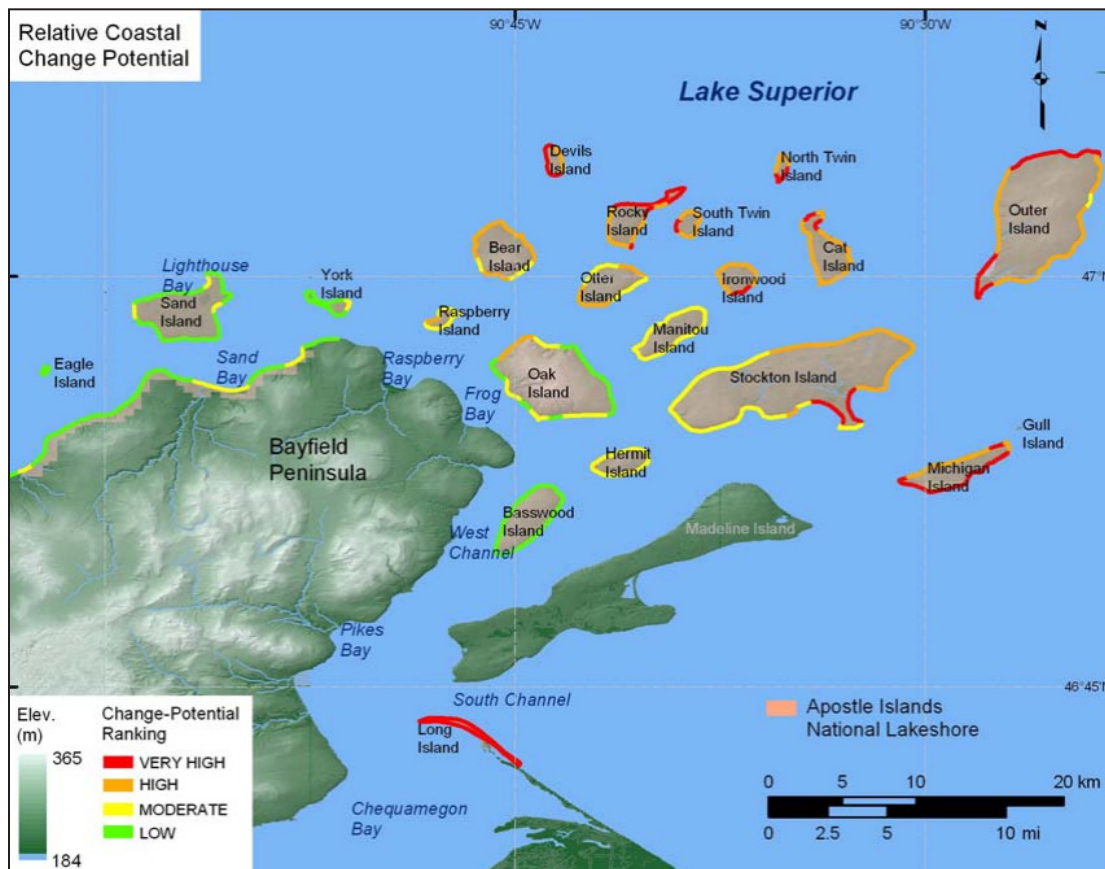 Relative Coastal
Change Potential
90°45'W
90°30'W
N
Lake Superior
Devils
Island
North Twin
Island
Rocky
Island
South Twin
Island
Outer
Island
Bear
Island
Cat
Island
Lighthouse
Bay
York
Island
Otter
Island
Ironwood
Island
47°N
Sand
Island
Raspberry
Island
Manitou
Island
Eagle
Island
Sand
Bay
Raspberry
Bay
Oak
Island
Stockton Island
Frog
Bay
Bayfield
Peninsula
Gull
Island
Hermit
Island
Michigan
Island
Basswood
Island
West
Channel
Madeline Island
Pikes
Bay
46°45'N
South Channel
Long
Island
Chequamegon
Bay
Elev.
(m)
365
184
Change-Potential
Ranking
VERY HIGH
HIGH
MODERATE
LOW
Apostle Islands
National Lakeshore
0 5 10 20 km
0 2.5 5 10 mi